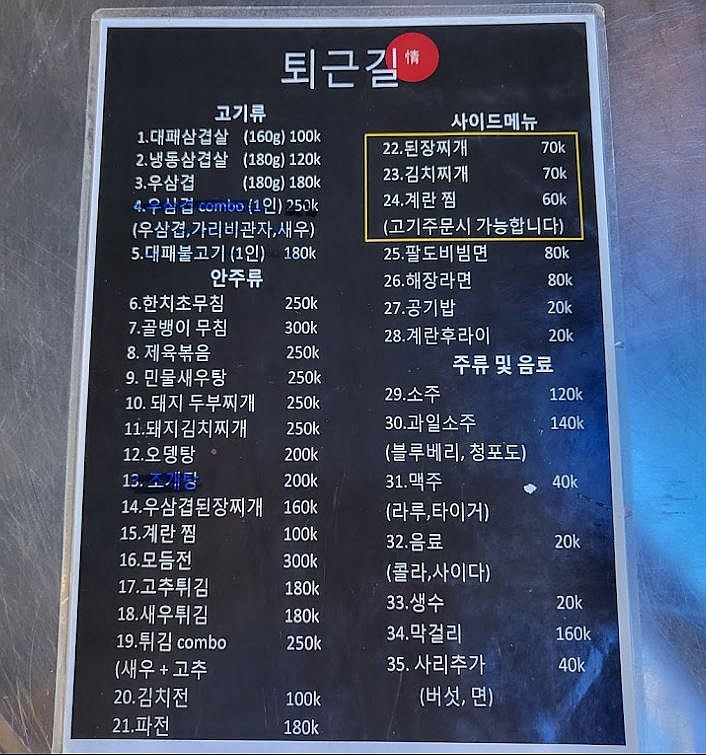 퇴근길 情
고기류
1.대패삼겹살 (160g) 100k
2.냉동삼겹살 (180g) 120k
3.우삼겹 (180g) 180k
4.우삼겹 combo (1인) 250k
(우삼겹,가리비관자,새우)
5.대패불고기 (1인) 180k
안주류
6.한치초무침 250k
7.골뱅이 무침 300k
8. 제육볶음 250k
9. 민물새우탕 250k
10. 돼지 두부찌개 250k
11.돼지김치찌개 250k
12.오뎅탕 200k
13. 조개탕 200k
14.우삼겹된장찌개 160k
15.계란 찜 100k
16.모듬전 300k
17.고추튀김 180k
18.새우튀김 180k
19.튀김 combo 250k
(새우 + 고추
20.김치전 100k
21.파전 180k
사이드메뉴
22.된장찌개 70k
23.김치찌개 70k
24.계란 찜 60k
(고기주문시 가능합니다)
25.팔도비빔면 80k
26.해장라면 80k
27.공기밥 20k
28.계란후라이 20k
주류 및 음료
29.소주 120k
30.과일소주 140k
(블루베리, 청포도)
31.맥주 40k
(라루,타이거)
32.음료 20k
(콜라,사이다)
33.생수 20k
34.막걸리 160k
35. 사리추가 40k
(버섯, 면)